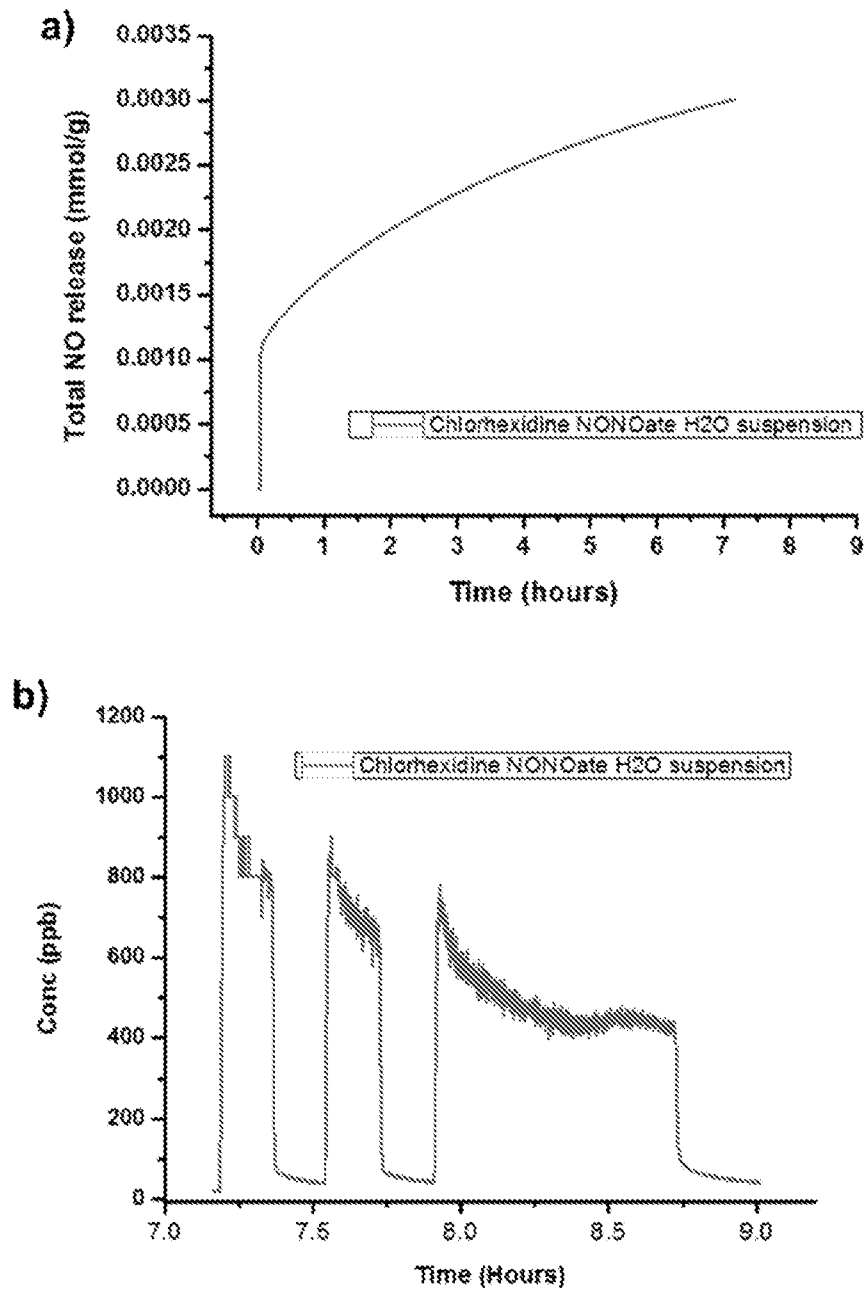 a)
Total NO release (mmol/g)
0.0035
0.0030
0.0025
0.0020
0.0015
0.0010
0.0005
0.0000
Chlorhexidine NONOate H2O suspension
0 1 2 3 4 5 6 7 8 9
Time (hours)
b)
Conc (ppb)
1200
1000
800
600
400
200
0
Chlorhexidine NONOate H2O suspension
7.0 7.5 8.0 8.5 9.0
Time (Hours)